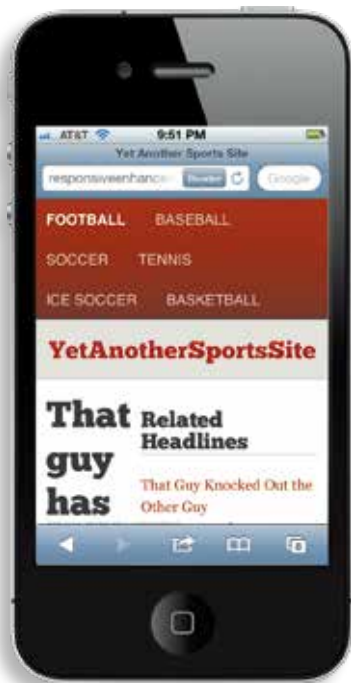 AT&T 9:51 PM
Yet Another Sports Site
responsiveenhance Reader Google
FOOTBALL BASEBALL
SOCCER TENNIS
ICE SOCCER BASKETBALL
YetAnotherSportsSite
That
guy
has
Related
Headlines
That Guy Knocked Out the
Other Guy